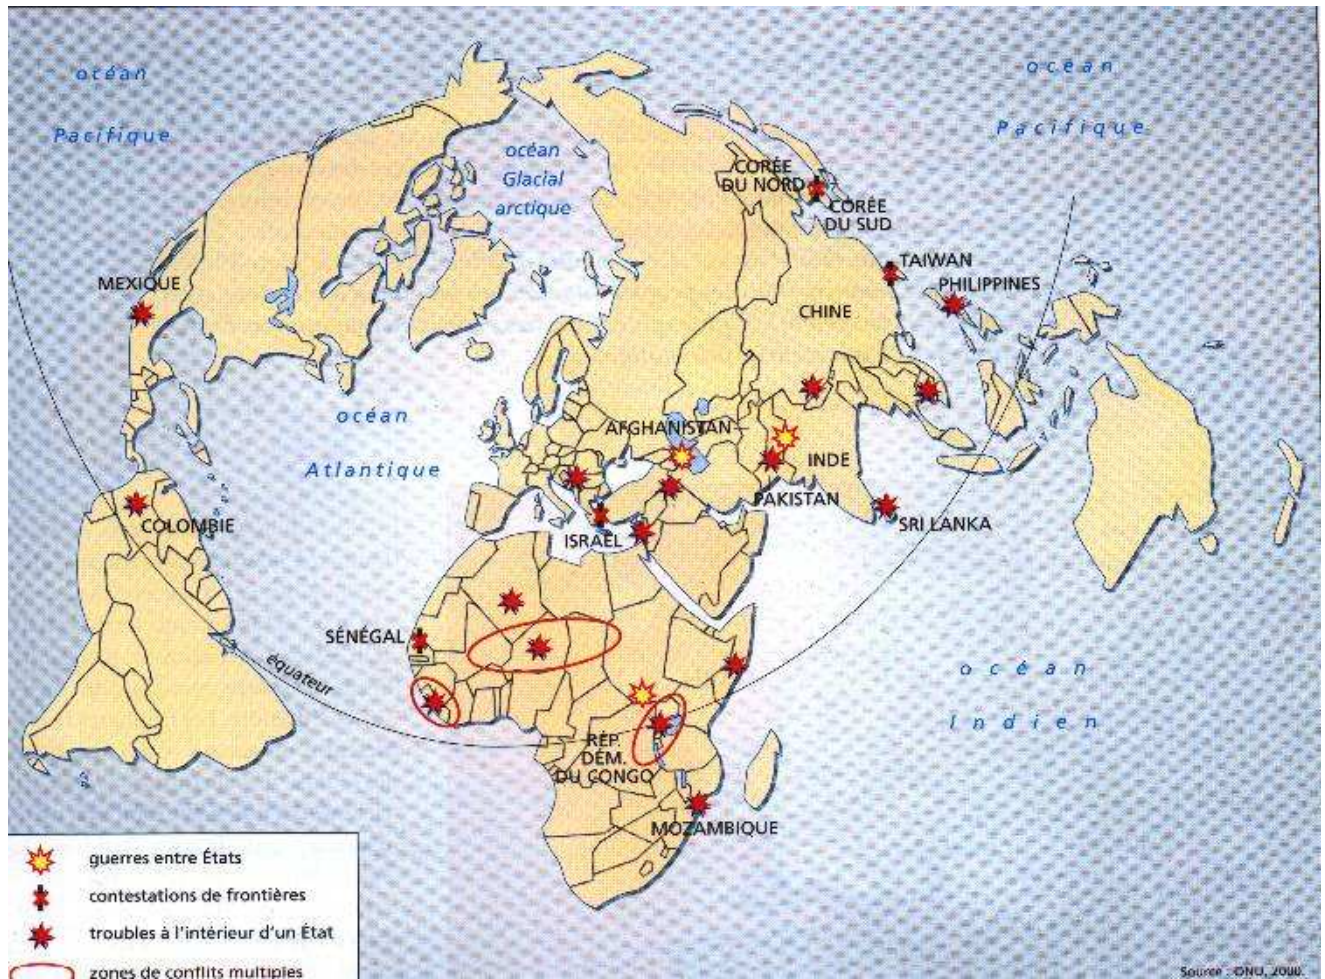 océan
Pacifique
océan
Glacial
arctique
océan
Pacifique
CORÉE
DU NORD
CORÉE
DU SUD
TAIWAN
PHILIPPINES
MEXIQUE
CHINE
océan
Atlantique
AFGHANISTAN
INDE
PAKISTAN
COLOMBIE
ISRAËL
SRI LANKA
SÉNÉGAL
équateur
océan
Indien
RÉP.
DÉM.
DU CONGO
MOZAMBIQUE
guerres entre États
contestations de frontières
troubles à l'intérieur d'un État
zones de conflits multiples
Source : ONU, 2000.